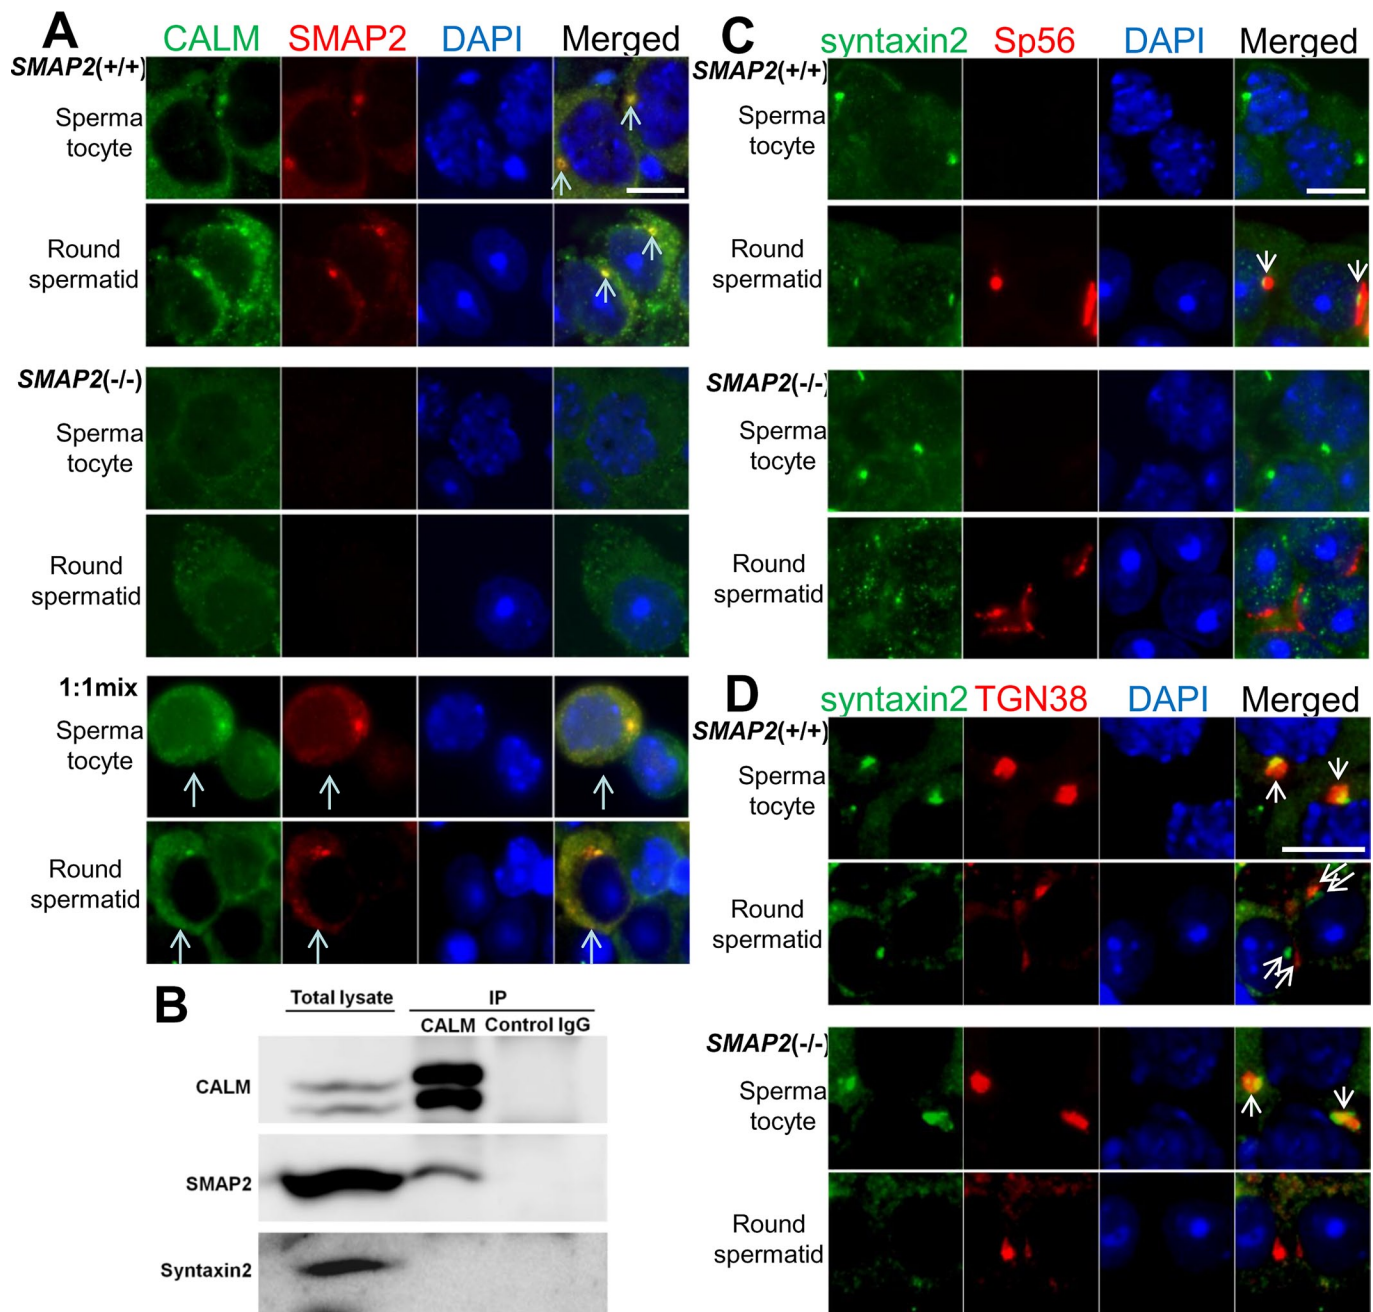 A
CALM SMAP2 DAPI Merged
SMAP2(+/+)
Sperma
tocyte
Round
spermatid
SMAP2(-/-)
Sperma
tocyte
Round
spermatid
1:1mix
Sperma
tocyte
Round
spermatid
B
Total lysate IP
CALM Control IgG
CALM
SMAP2
Syntaxin2
C
syntaxin2 Sp56 DAPI Merged
SMAP2(+/+)
Sperma
tocyte
Round
spermatid
SMAP2(-/-)
Sperma
tocyte
Round
spermatid
D
syntaxin2 TGN38 DAPI Merged
SMAP2(+/+)
Sperma
tocyte
Round
spermatid
SMAP2(-/-)
Sperma
tocyte
Round
spermatid